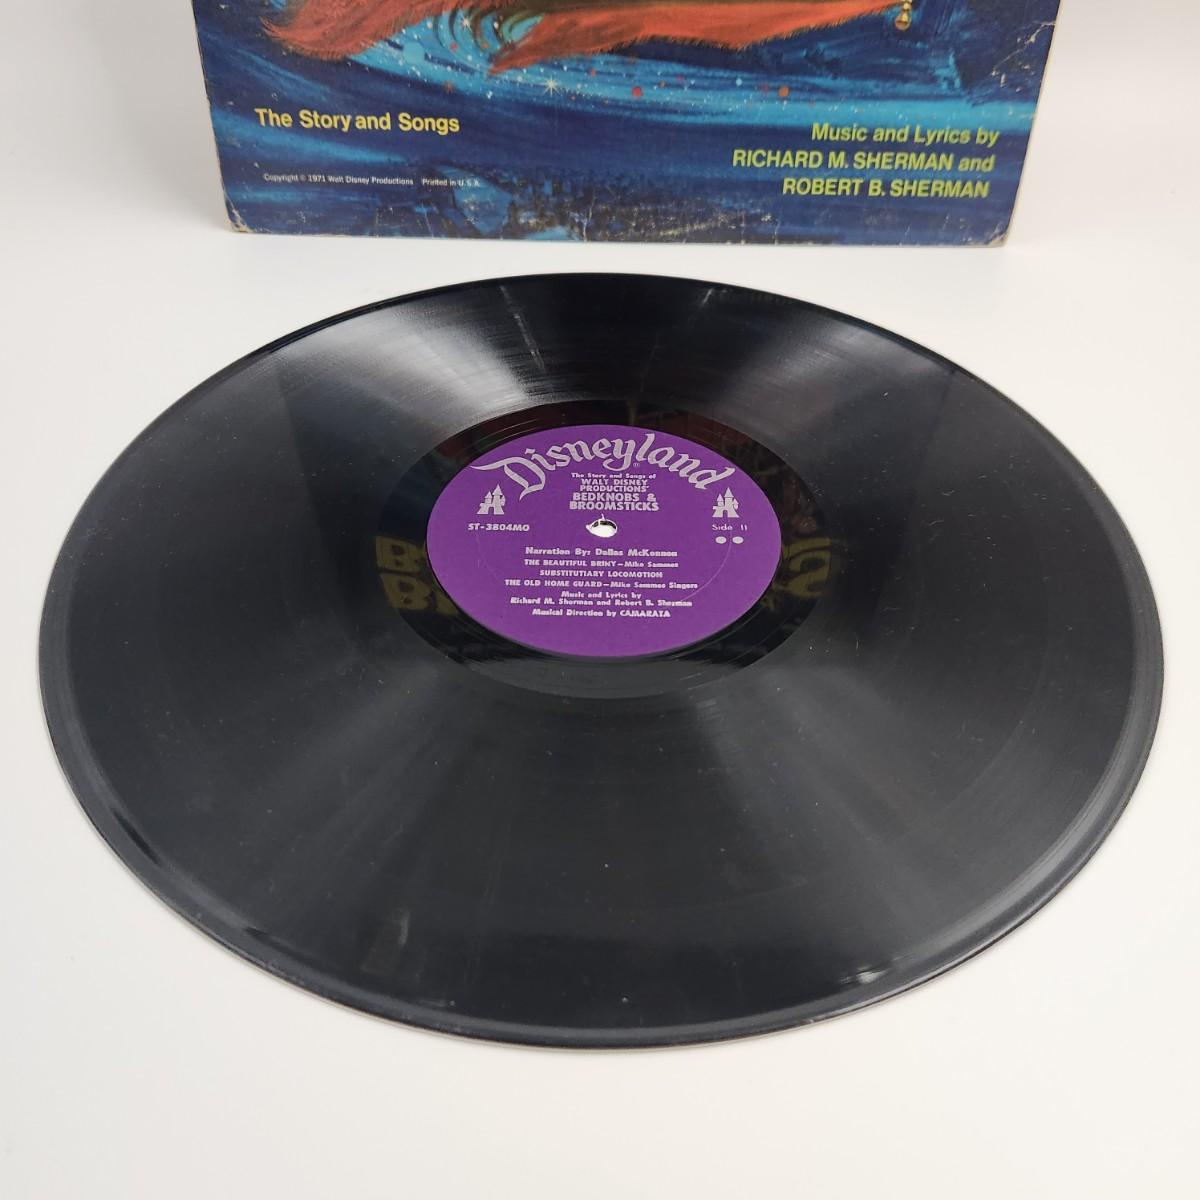 The Story and Songs
Copyright © 1971 Walt Disney Productions Printed in U.S.A.
Music and Lyrics by
RICHARD M. SHERMAN and
ROBERT B. SHERMAN
Disneyland®
The Story and Songs of
WALT DISNEY
PRODUCTIONS'
BEDKNOBS &
BROOMSTICKS
ST-3804MO
Side II
Narration By: Dallas McKennon
THE BEAUTIFUL BRINY—Mike Sammes
SUBSTITUTIARY LOCOMOTION
THE OLD HOME GUARD—Mike Sammes Singers
Music and Lyrics by
Richard M. Sherman and Robert B. Sherman
Musical Direction by CAMARATA